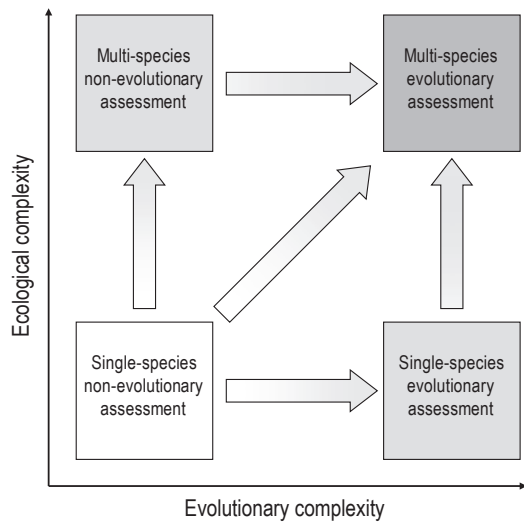 Multi-species
non-evolutionary
assessment
Multi-species
evolutionary
assessment
Ecological complexity
Single-species
non-evolutionary
assessment
Single-species
evolutionary
assessment
Evolutionary complexity